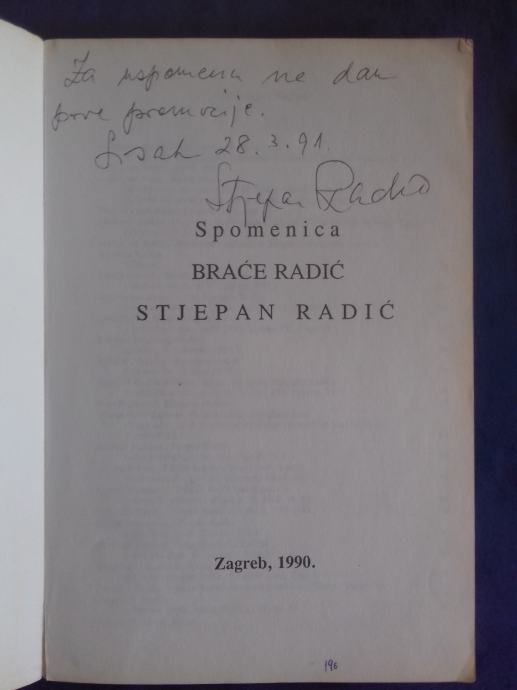 Za uspomenu na dan
prve promocije.
Sisak 28.3.91.
Stjepan Radić
Spomenica
BRAĆE RADIĆ
STJEPAN RADIĆ
Zagreb, 1990.
196